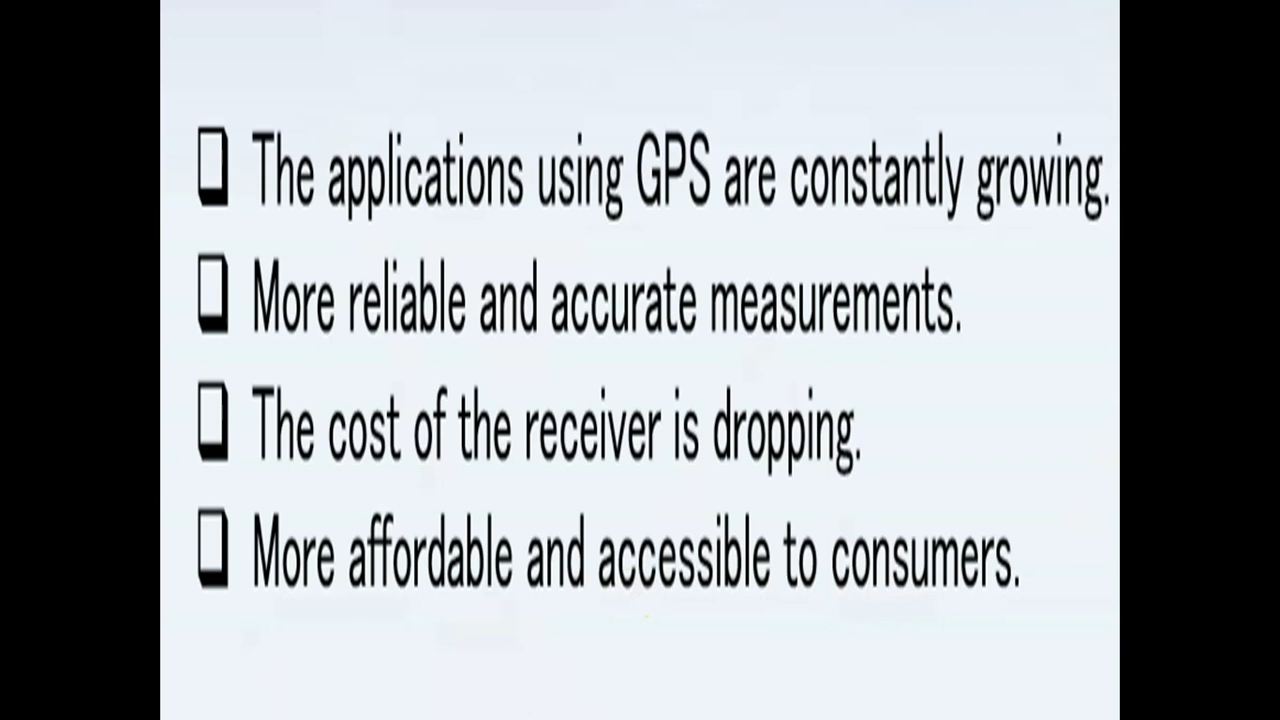 ❑ The applications using GPS are constantly growing.
❑ More reliable and accurate measurements.
❑ The cost of the receiver is dropping.
❑ More affordable and accessible to consumers.